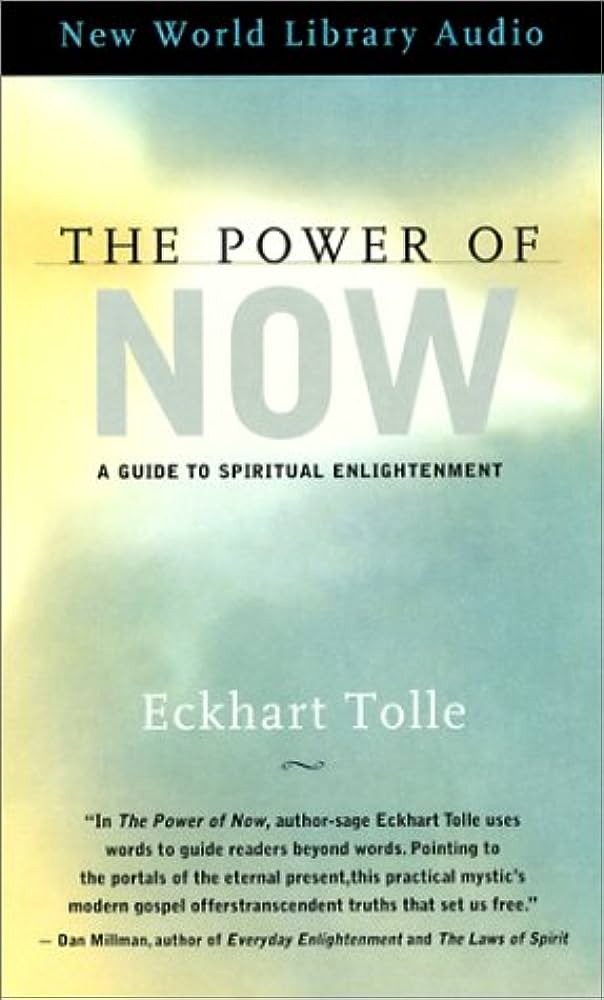 New World Library Audio
THE POWER OF
NOW
A GUIDE TO SPIRITUAL ENLIGHTENMENT
Eckhart Tolle
“In The Power of Now, author-sage Eckhart Tolle uses
words to guide readers beyond words. Pointing to
the portals of the eternal present,this practical mystic's
modern gospel offerstranscendent truths that set us free.”
— Dan Millman, author of Everyday Enlightenment and The Laws of Spirit